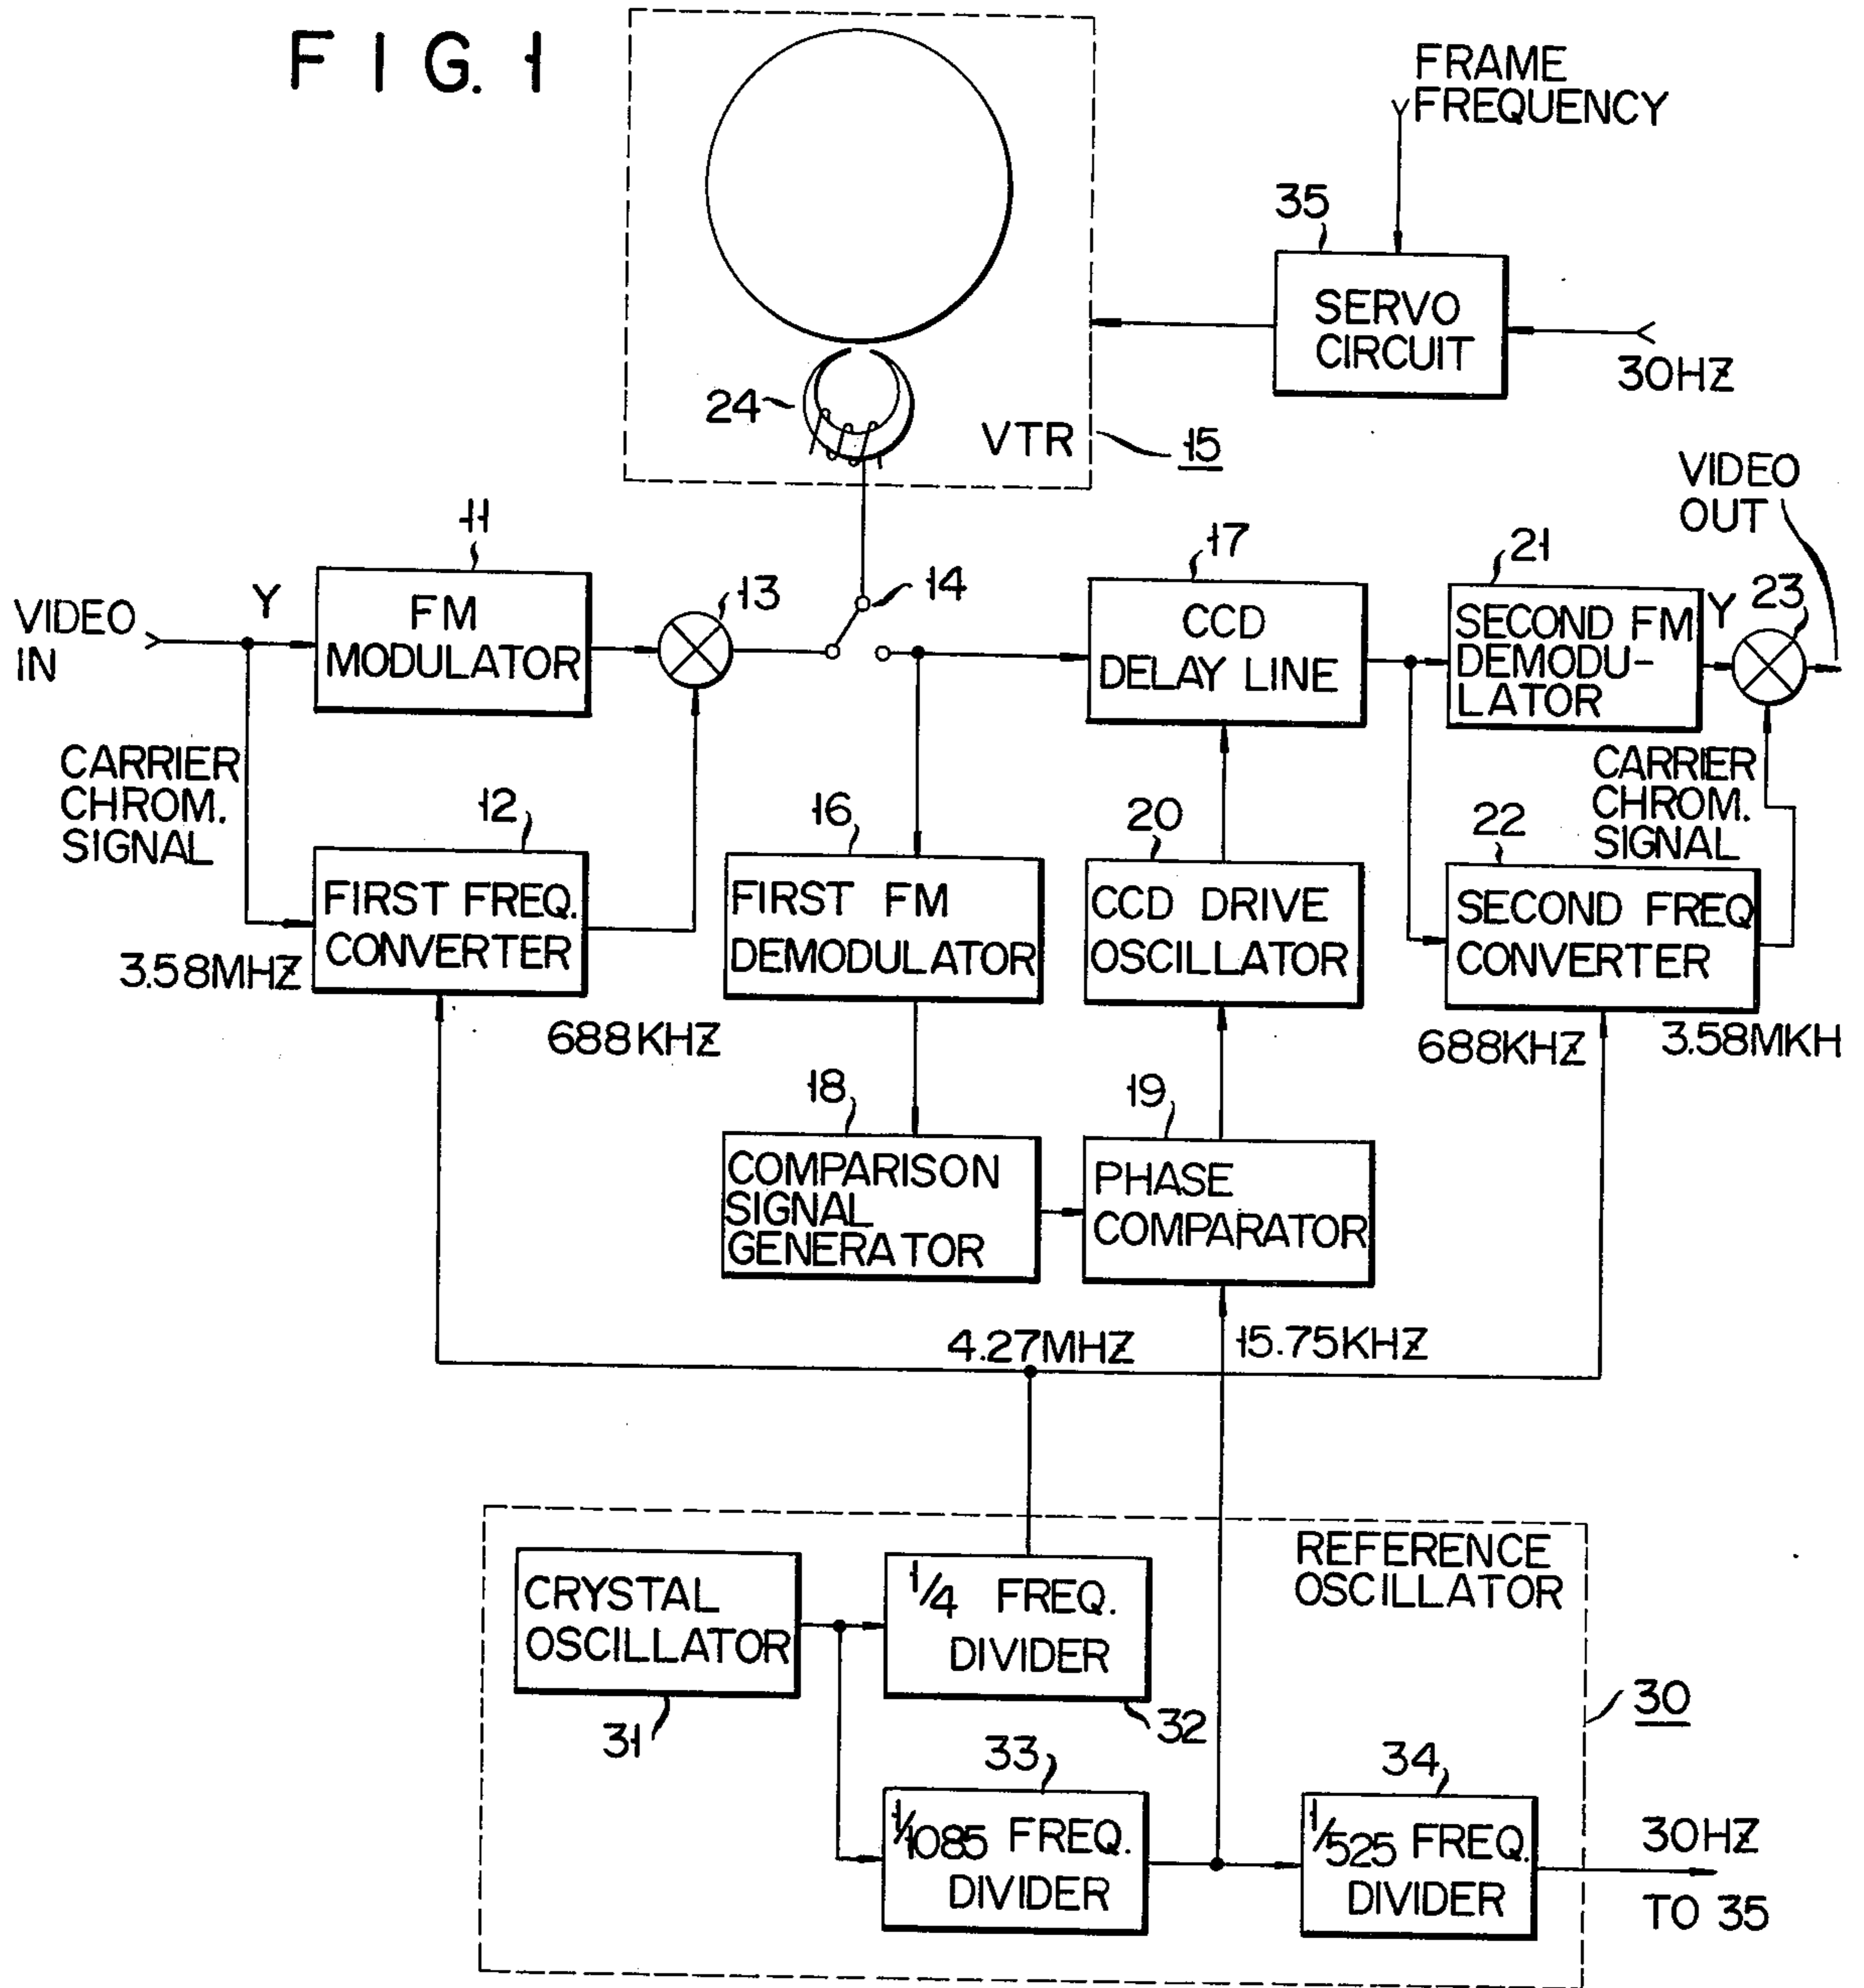 FIG. 1
FRAME
FREQUENCY
35
SERVO
CIRCUIT
30HZ
24
VTR
15
VIDEO
OUT
11
17
21
VIDEO
IN
Y
FM
MODULATOR
13
14
CCD
DELAY LINE
SECOND FM
DEMODU-
LATOR
Y
23
CARRIER
CHROM.
SIGNAL
12
16
20
CARRIER
CHROM.
SIGNAL
22
FIRST FREQ.
CONVERTER
FIRST FM
DEMODULATOR
CCD DRIVE
OSCILLATOR
SECOND FREQ
CONVERTER
3.58MHZ
688KHZ
688KHZ
3.58MKH
18
19
COMPARISON
SIGNAL
GENERATOR
PHASE
COMPARATOR
4.27MHZ
15.75KHZ
REFERENCE
OSCILLATOR
CRYSTAL
OSCILLATOR
1/4 FREQ.
DIVIDER
31
32
30
33
34
1/1085 FREQ.
DIVIDER
1/525 FREQ.
DIVIDER
30HZ
TO 35